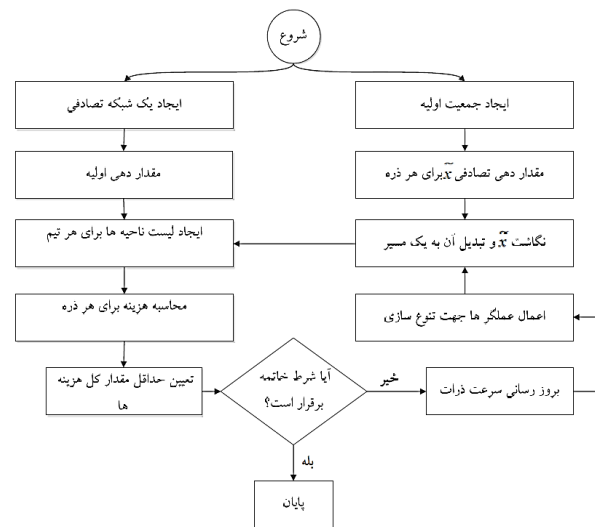 شروع
ایجاد جمعیت اولیه
ایجاد یک شبکه تصادفی
مقدار دهی تصادفی x̃ برای هر ذره
مقدار دهی اولیه
نگاشت x̃ و تبدیل آن به یک مسیر
ایجاد لیست ناحیه ها برای هر تیم
اعمال عملگر ها جهت تنوع سازی
محاسبه هزینه برای هر ذره
آیا شرط خاتمه
برقرار است؟
تعیین حداقل مقدار کل هزینه
ها
خیر
بروز رسانی سرعت ذرات
بله
پایان